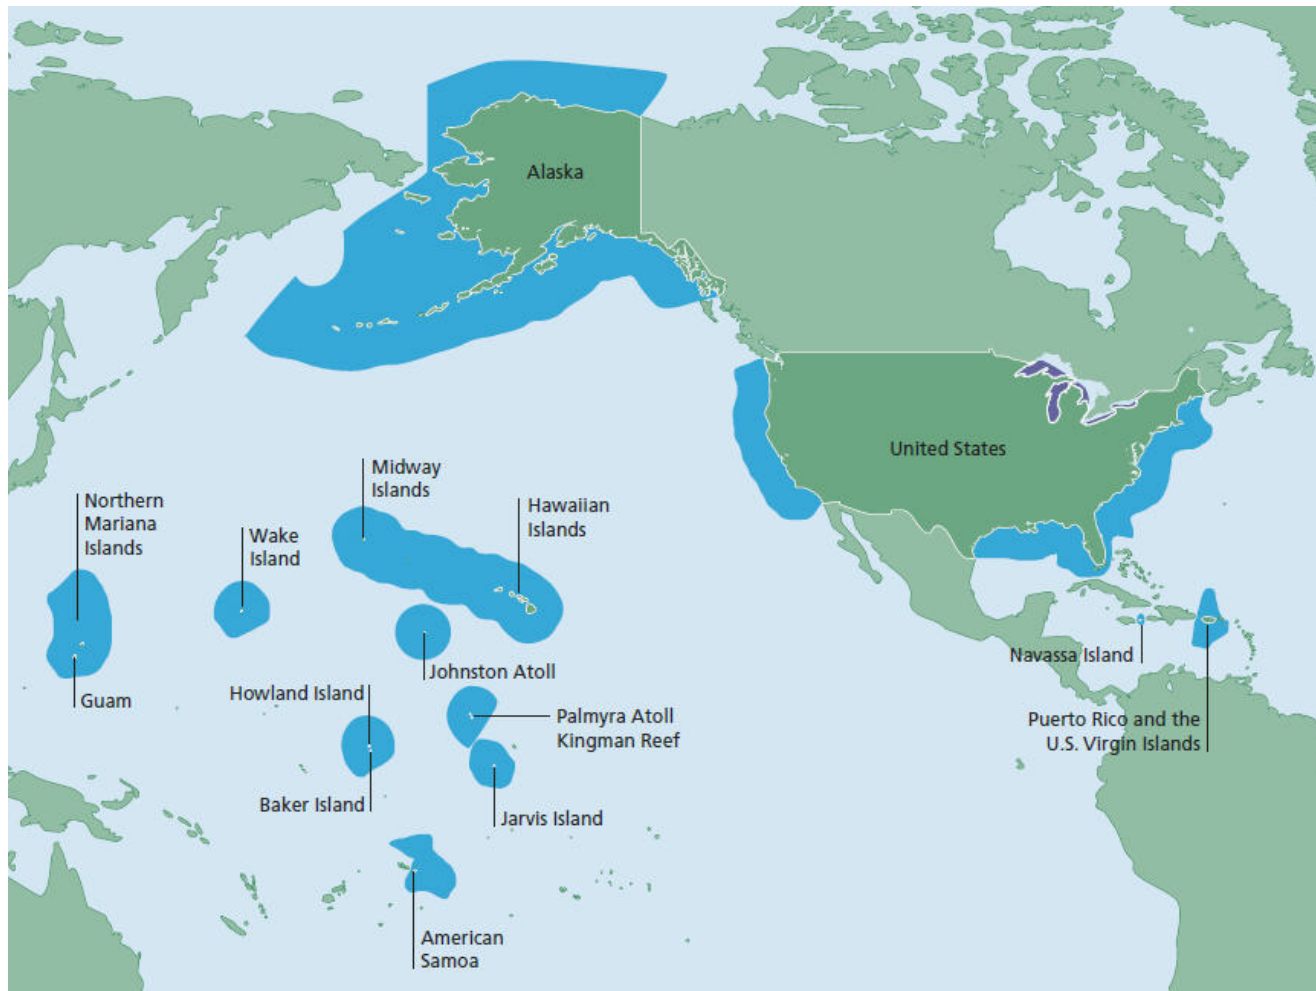 Alaska
United States
Midway
Islands
Hawaiian
Islands
Northern
Mariana
Islands
Wake
Island
Navassa Island
Johnston Atoll
Howland Island
Guam
Palmyra Atoll
Kingman Reef
Puerto Rico and the
U.S. Virgin Islands
Baker Island
Jarvis Island
American
Samoa